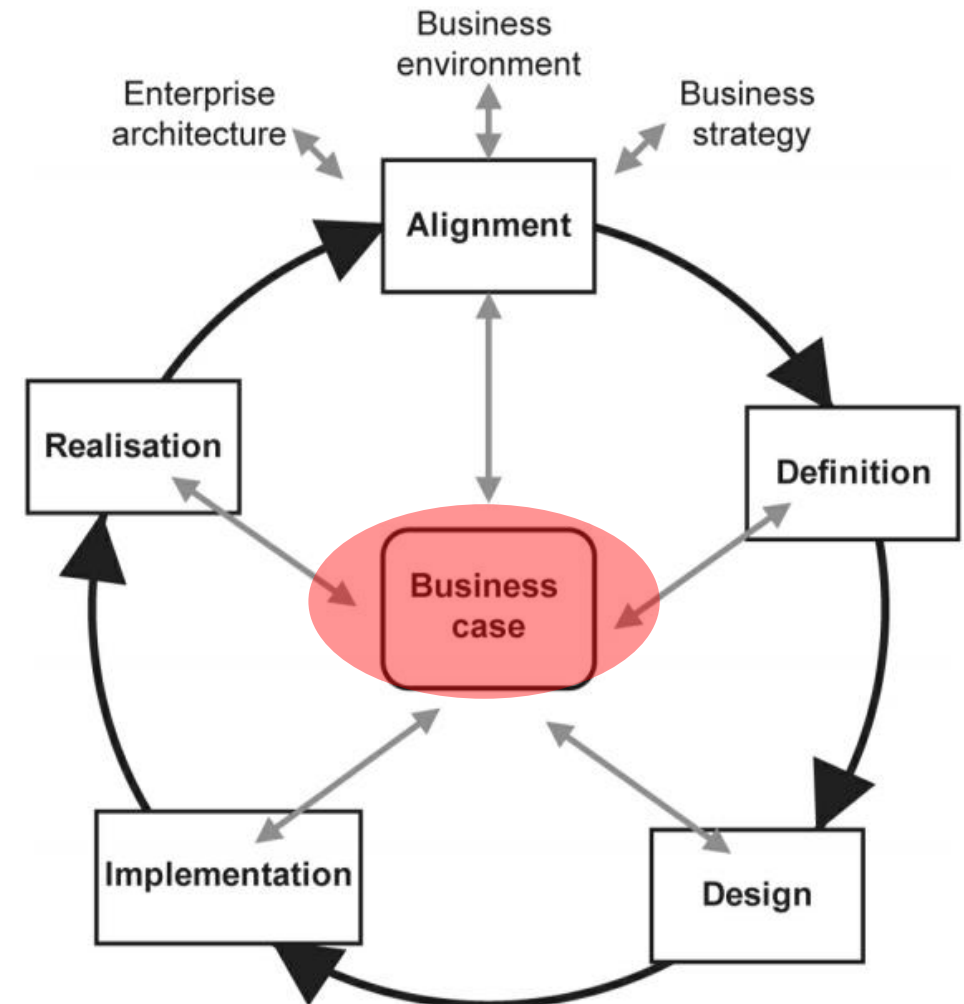 Business
environment
Enterprise
architecture
Business
strategy
Alignment
Realisation
Definition
Business
case
Implementation
Design